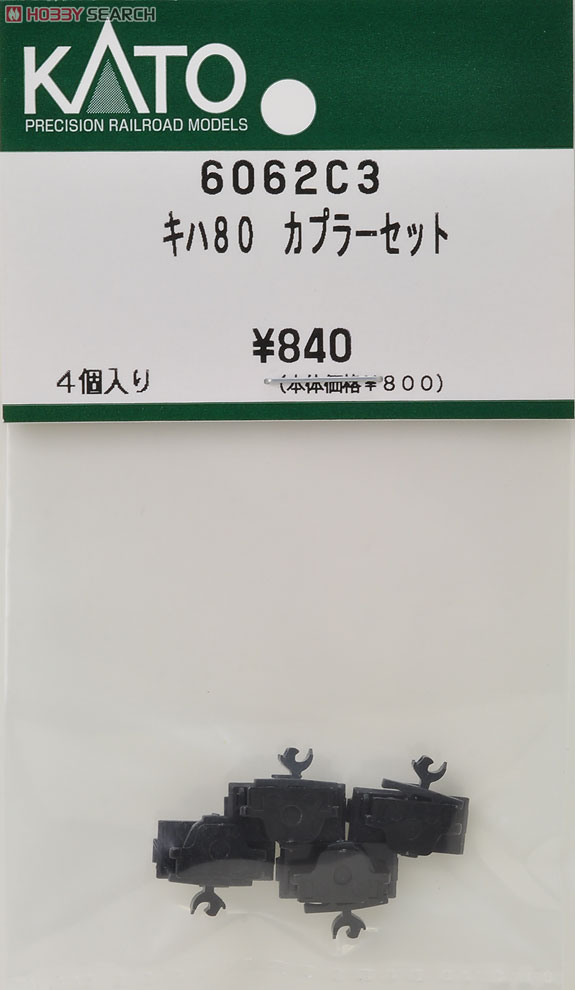 HOBBY SEARCH
KATO
PRECISION RAILROAD MODELS
6062C3
キハ80 カプラーセット
¥840
4個入り (本体価格¥800)